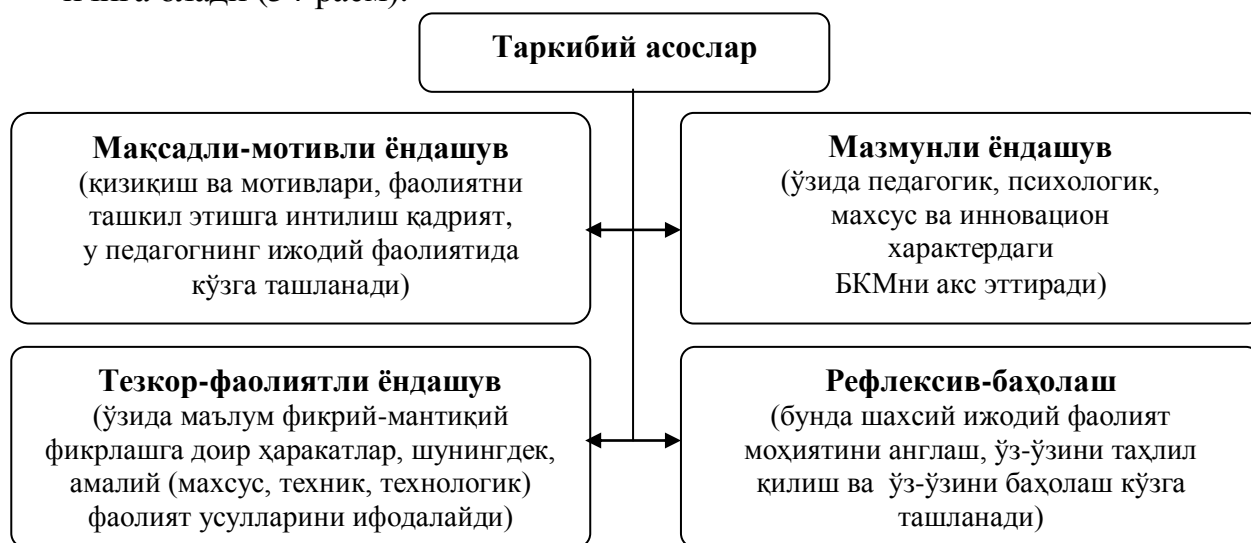 олади (34-расм).
Таркибий асослар
Мақсадли-мотивли ёндашув
(қизиқиш ва мотивлари, фаолиятни
ташкил этишга интилиш қадрият,
у педагогнинг ижодий фаолиятида
кўзга ташланади)
Мазмунли ёндашув
(ўзида педагогик, психологик,
махсус ва инновацион
характердаги
БКМни акс эттиради)
Тезкор-фаолиятли ёндашув
(ўзида маълум фикрий-мантиқий
фикрлашга доир ҳаракатлар, шунингдек,
амалий (махсус, техник, технологик)
фаолият усулларини ифодалайди)
Рефлексив-баҳолаш
(бунда шахсий ижодий фаолият
моҳиятини англаш, ўз-ўзини таҳлил
қилиш ва ўз-ўзини баҳолаш кўзга
ташланади)